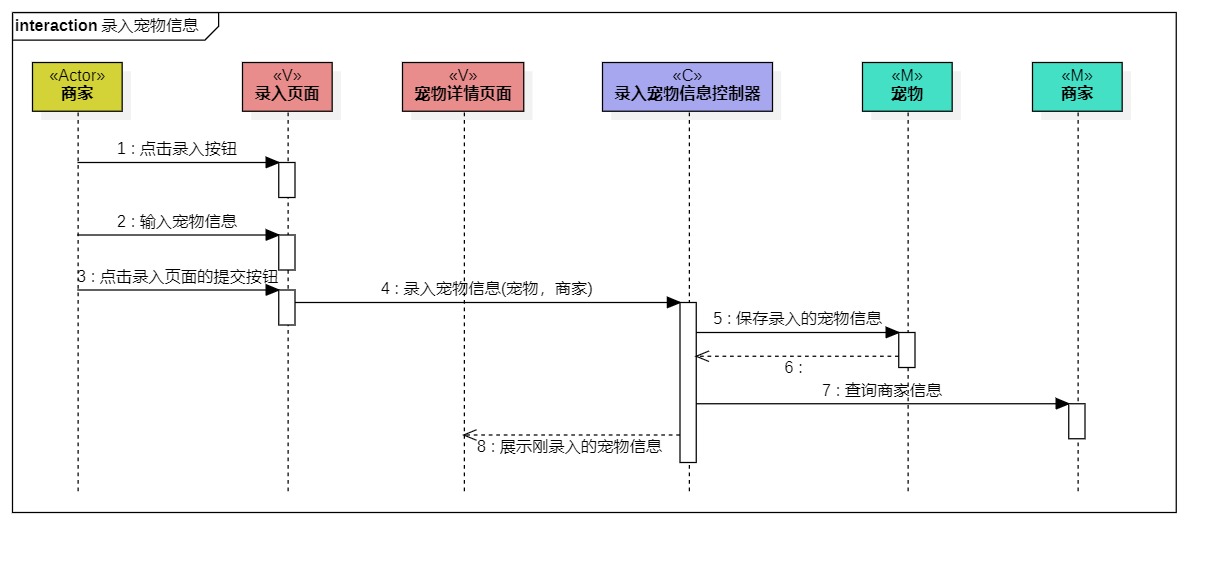 interaction 录入宠物信息
«Actor»
商家
«V»
录入页面
«V»
宠物详情页面
«C»
录入宠物信息控制器
«M»
宠物
«M»
商家
1 : 点击录入按钮
2 : 输入宠物信息
3 : 点击录入页面的提交按钮
4 : 录入宠物信息(宠物，商家)
5 : 保存录入的宠物信息
6 :
7 : 查询商家信息
8 : 展示刚录入的宠物信息